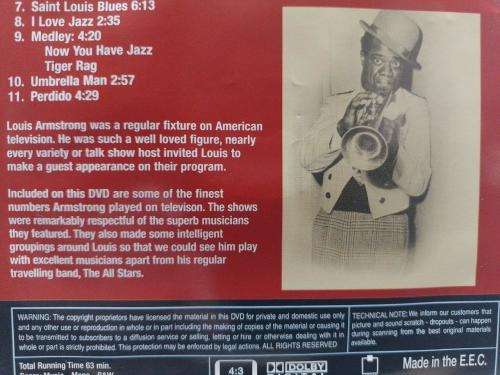 7. Saint Louis Blues 6:13
8. I Love Jazz 2:35
9. Medley: 4:20
Now You Have Jazz
Tiger Rag
10. Umbrella Man 2:57
11. Perdido 4:29
Louis Armstrong was a regular fixture on American
television. He was such a well loved figure, nearly
every variety or talk show host invited Louis to
make a guest appearance on their program.
Included on this DVD are some of the finest
numbers Armstrong played on televison. The shows
were remarkably respectful of the superb musicians
they featured. They also made some intelligent
groupings around Louis so that we could see him play
with excellent musicians apart from his regular
travelling band, The All Stars.
WARNING: The copyright proprietors have licensed the material in this DVD for private and domestic use only
and any other use or reproduction in whole or in part including the making of copies of the material or causing it
to be transmitted to subscribers to a diffusion service or selling, letting or hire or otherwise dealing with it in
whole or part is strictly prohibited. This protection may be enforced by legal actions. ALL RIGHTS RESERVED
TECHNICAL NOTE: We inform our customers that
picture and sound scratch - dropouts - can happen
during scanning from the best original materials
available.
Total Running Time 63 min.
4:3
DOLBY
Made in the E.E.C.